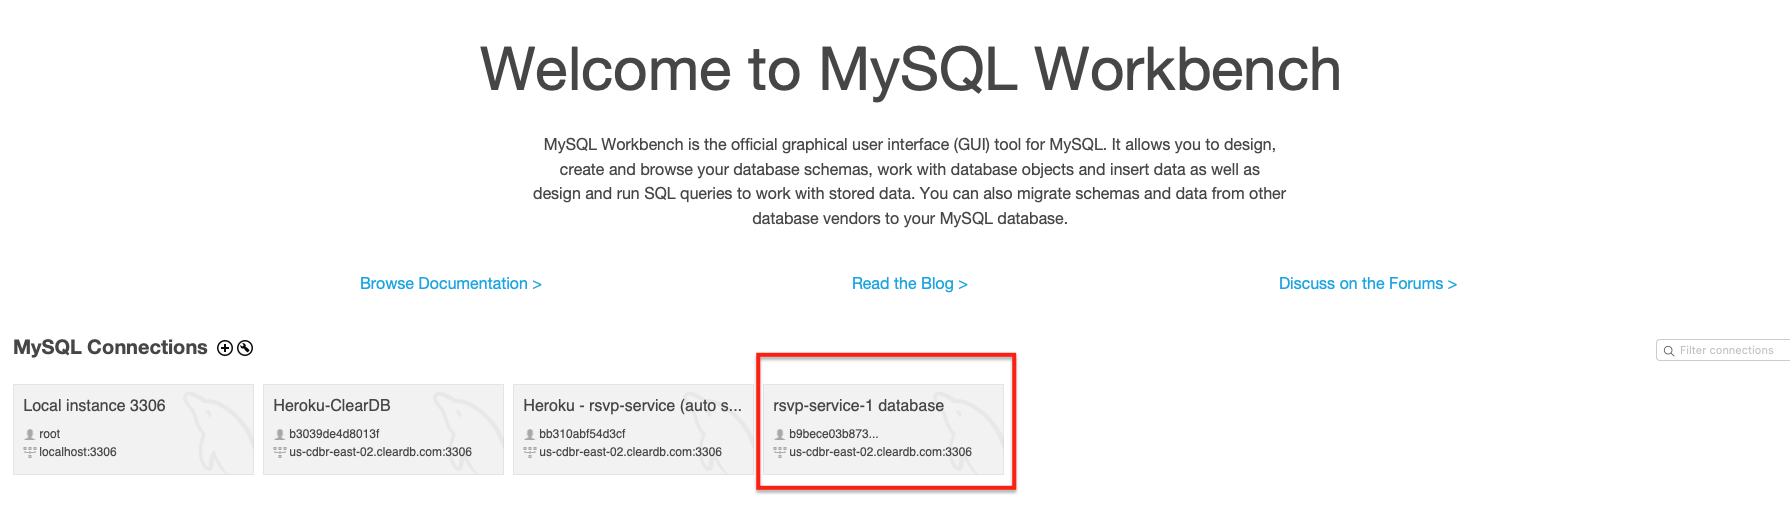 Welcome to MySQL Workbench
MySQL Workbench is the official graphical user interface (GUI) tool for MySQL. It allows you to design,
create and browse your database schemas, work with database objects and insert data as well as
design and run SQL queries to work with stored data. You can also migrate schemas and data from other
database vendors to your MySQL database.
Browse Documentation >
Read the Blog >
Discuss on the Forums >
MySQL Connections
Filter connections
Local instance 3306
root
localhost:3306
Heroku-ClearDB
b3039de4d8013f
us-cdbr-east-02.cleardb.com:3306
Heroku - rsvp-service (auto s...
bb310abf54d3cf
us-cdbr-east-02.cleardb.com:3306
rsvp-service-1 database
b9bece03b873...
us-cdbr-east-02.cleardb.com:3306